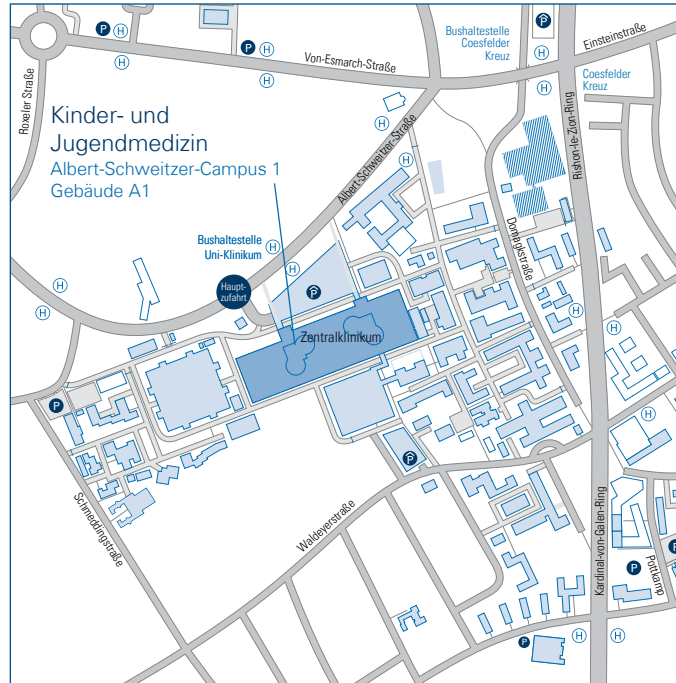 P
H
H
P
H
H
Von-Esmarch-Straße
Bushaltestelle
Coesfelder
Kreuz
P
H
H
H
H
Einsteinstraße
Coesfelder
Kreuz
Roxeler Straße
Kinder- und
Jugendmedizin
Albert-Schweitzer-Campus 1
Gebäude A1
Albert-Schweitzer-Straße
H
H
Rishon-le-Zion-Ring
Domagkstraße
Bushaltestelle
Uni-Klinikum
H
H
Haupt-
zufahrt
P
H
H
H
H
Zentralklinikum
P
H
P
Schmeddingstraße
Waldeyerstraße
Kardinal-von-Galen-Ring
Pottkamp
P
P
P
H
H